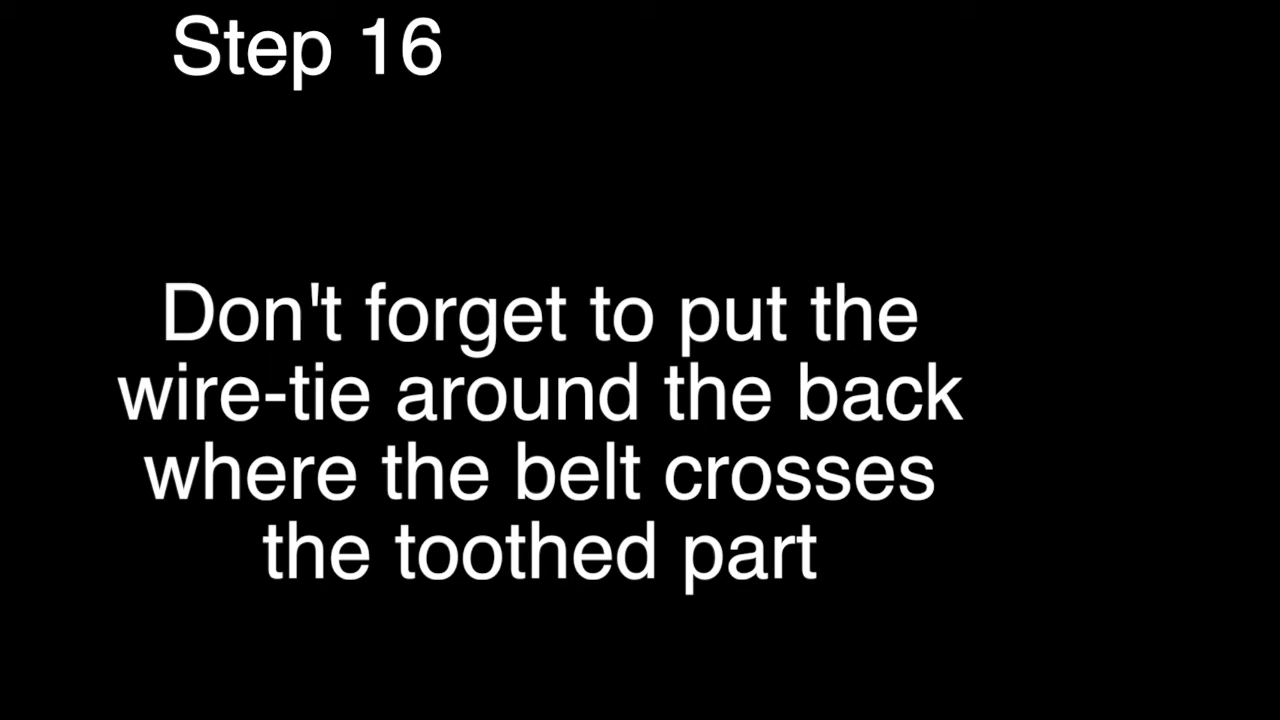 Step 16
Don't forget to put the
wire-tie around the back
where the belt crosses
the toothed part